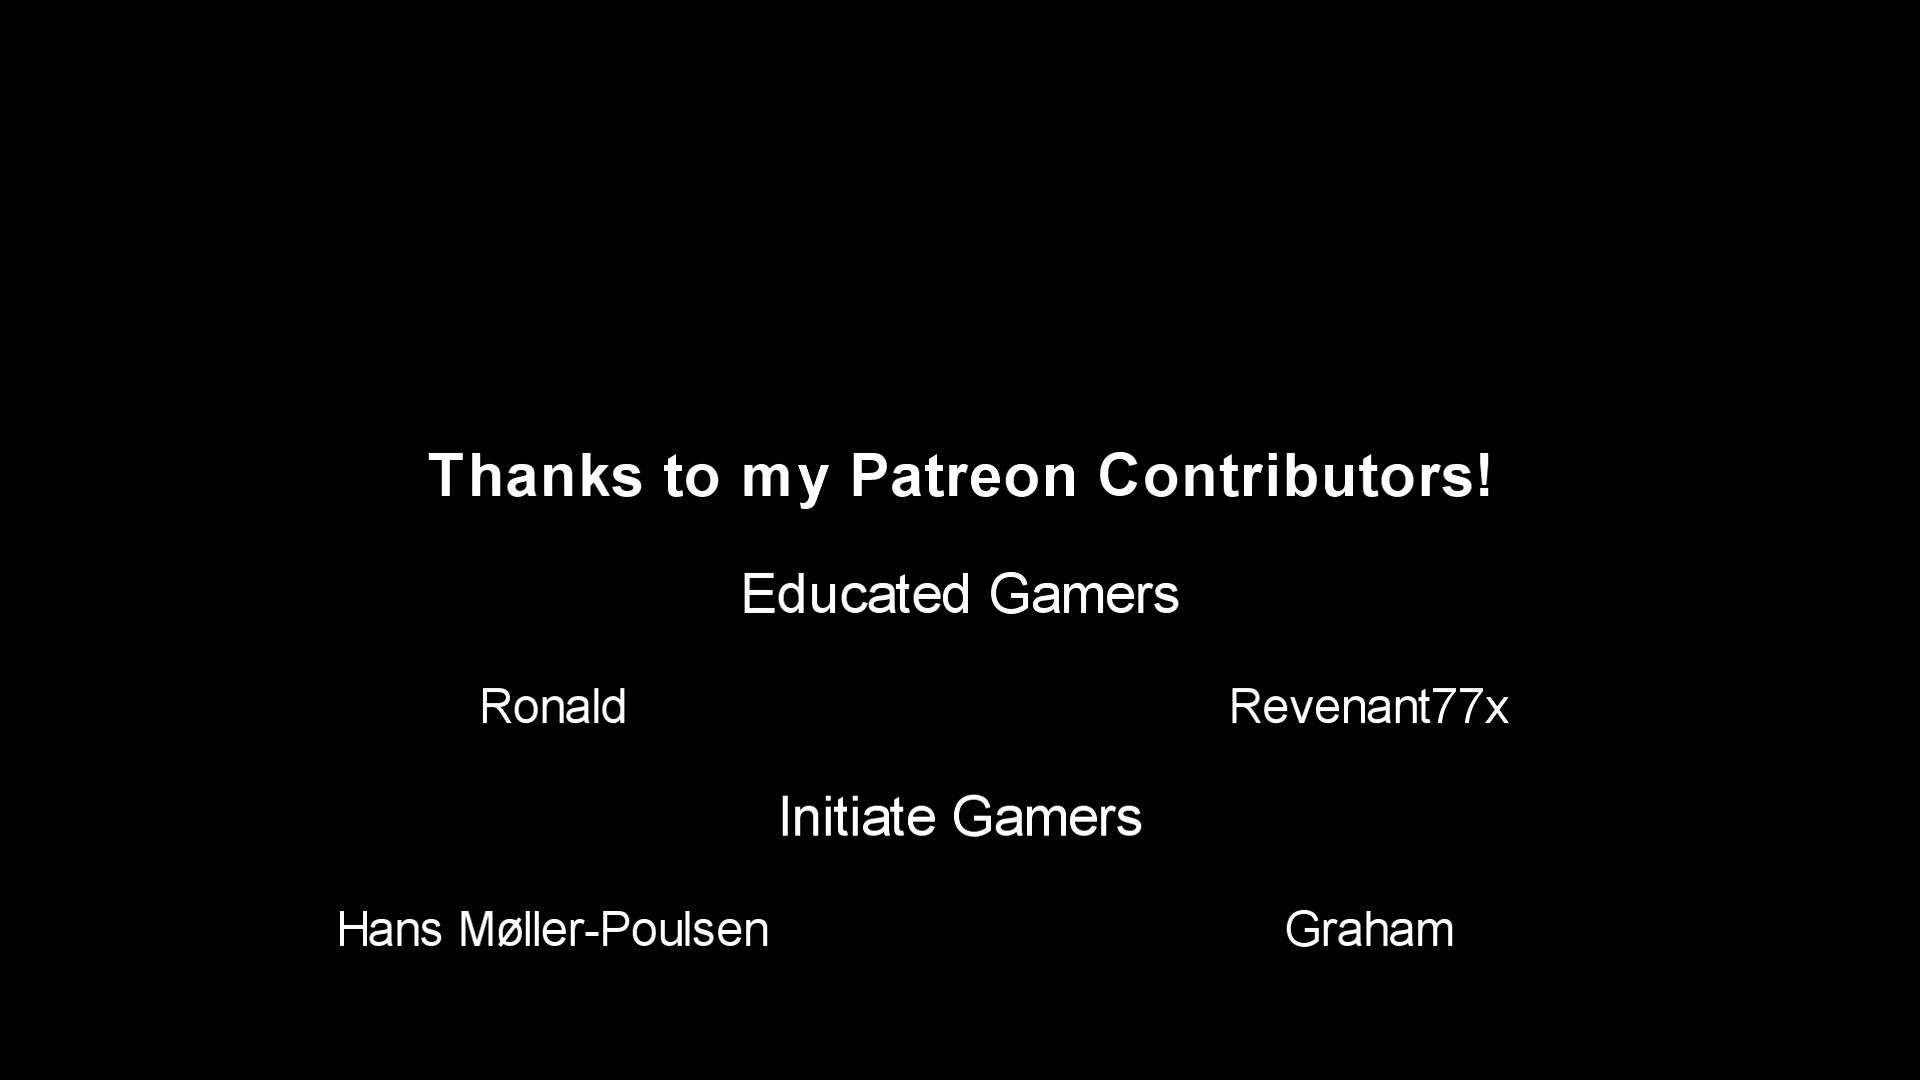 Thanks to my Patreon Contributors!
Educated Gamers
Ronald Revenant77x
Initiate Gamers
Hans Møller-Poulsen Graham